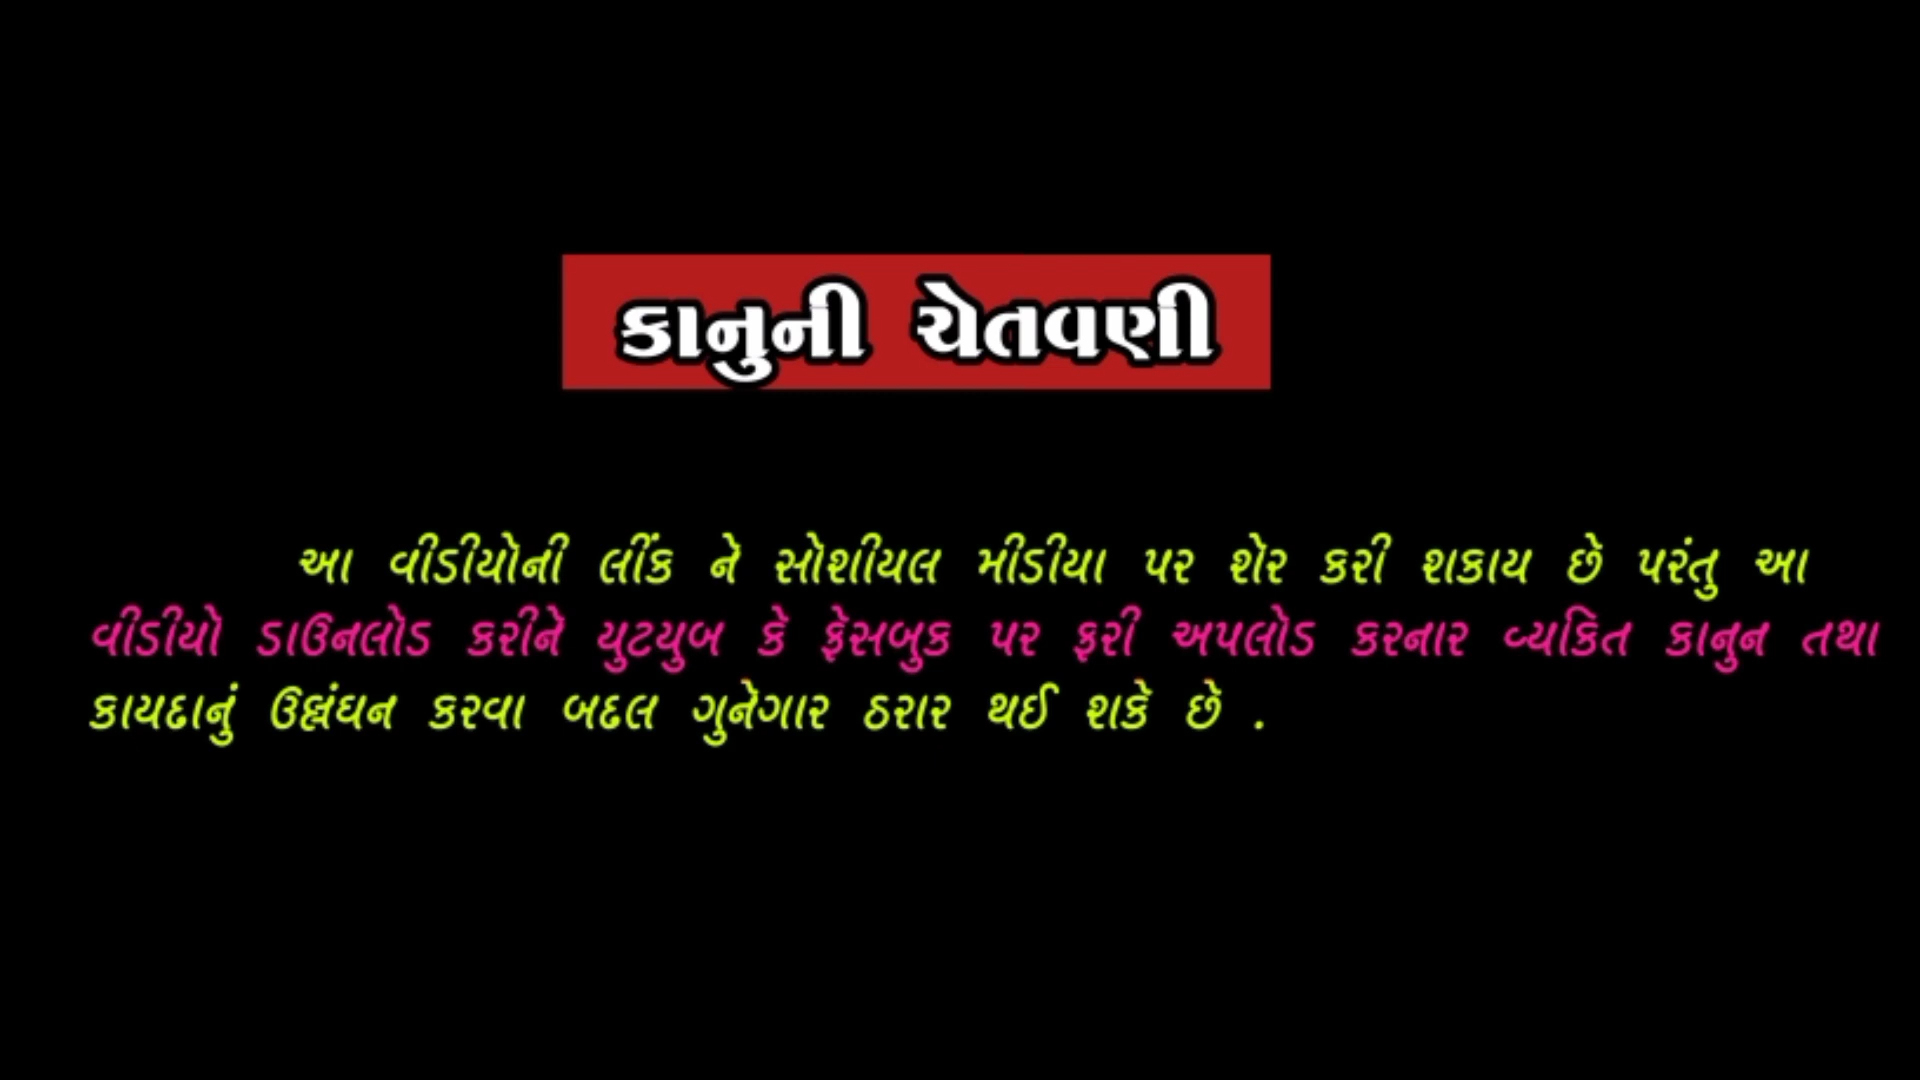 કાનુની ચેતવણી
આ વીડીયોની લીંક ને સોશીયલ મીડીયા પર શેર કરી શકાય છે પરંતુ આ
વીડીયો ડાઉનલોડ કરીને યુટયુબ કે ફેસબુક પર ફરી અપલોડ કરનાર વ્યકિત કાનુન તથા
કાયદાનું ઉલ્લંઘન કરવા બદલ ગુનેગાર ઠરાર થઈ શકે છે .